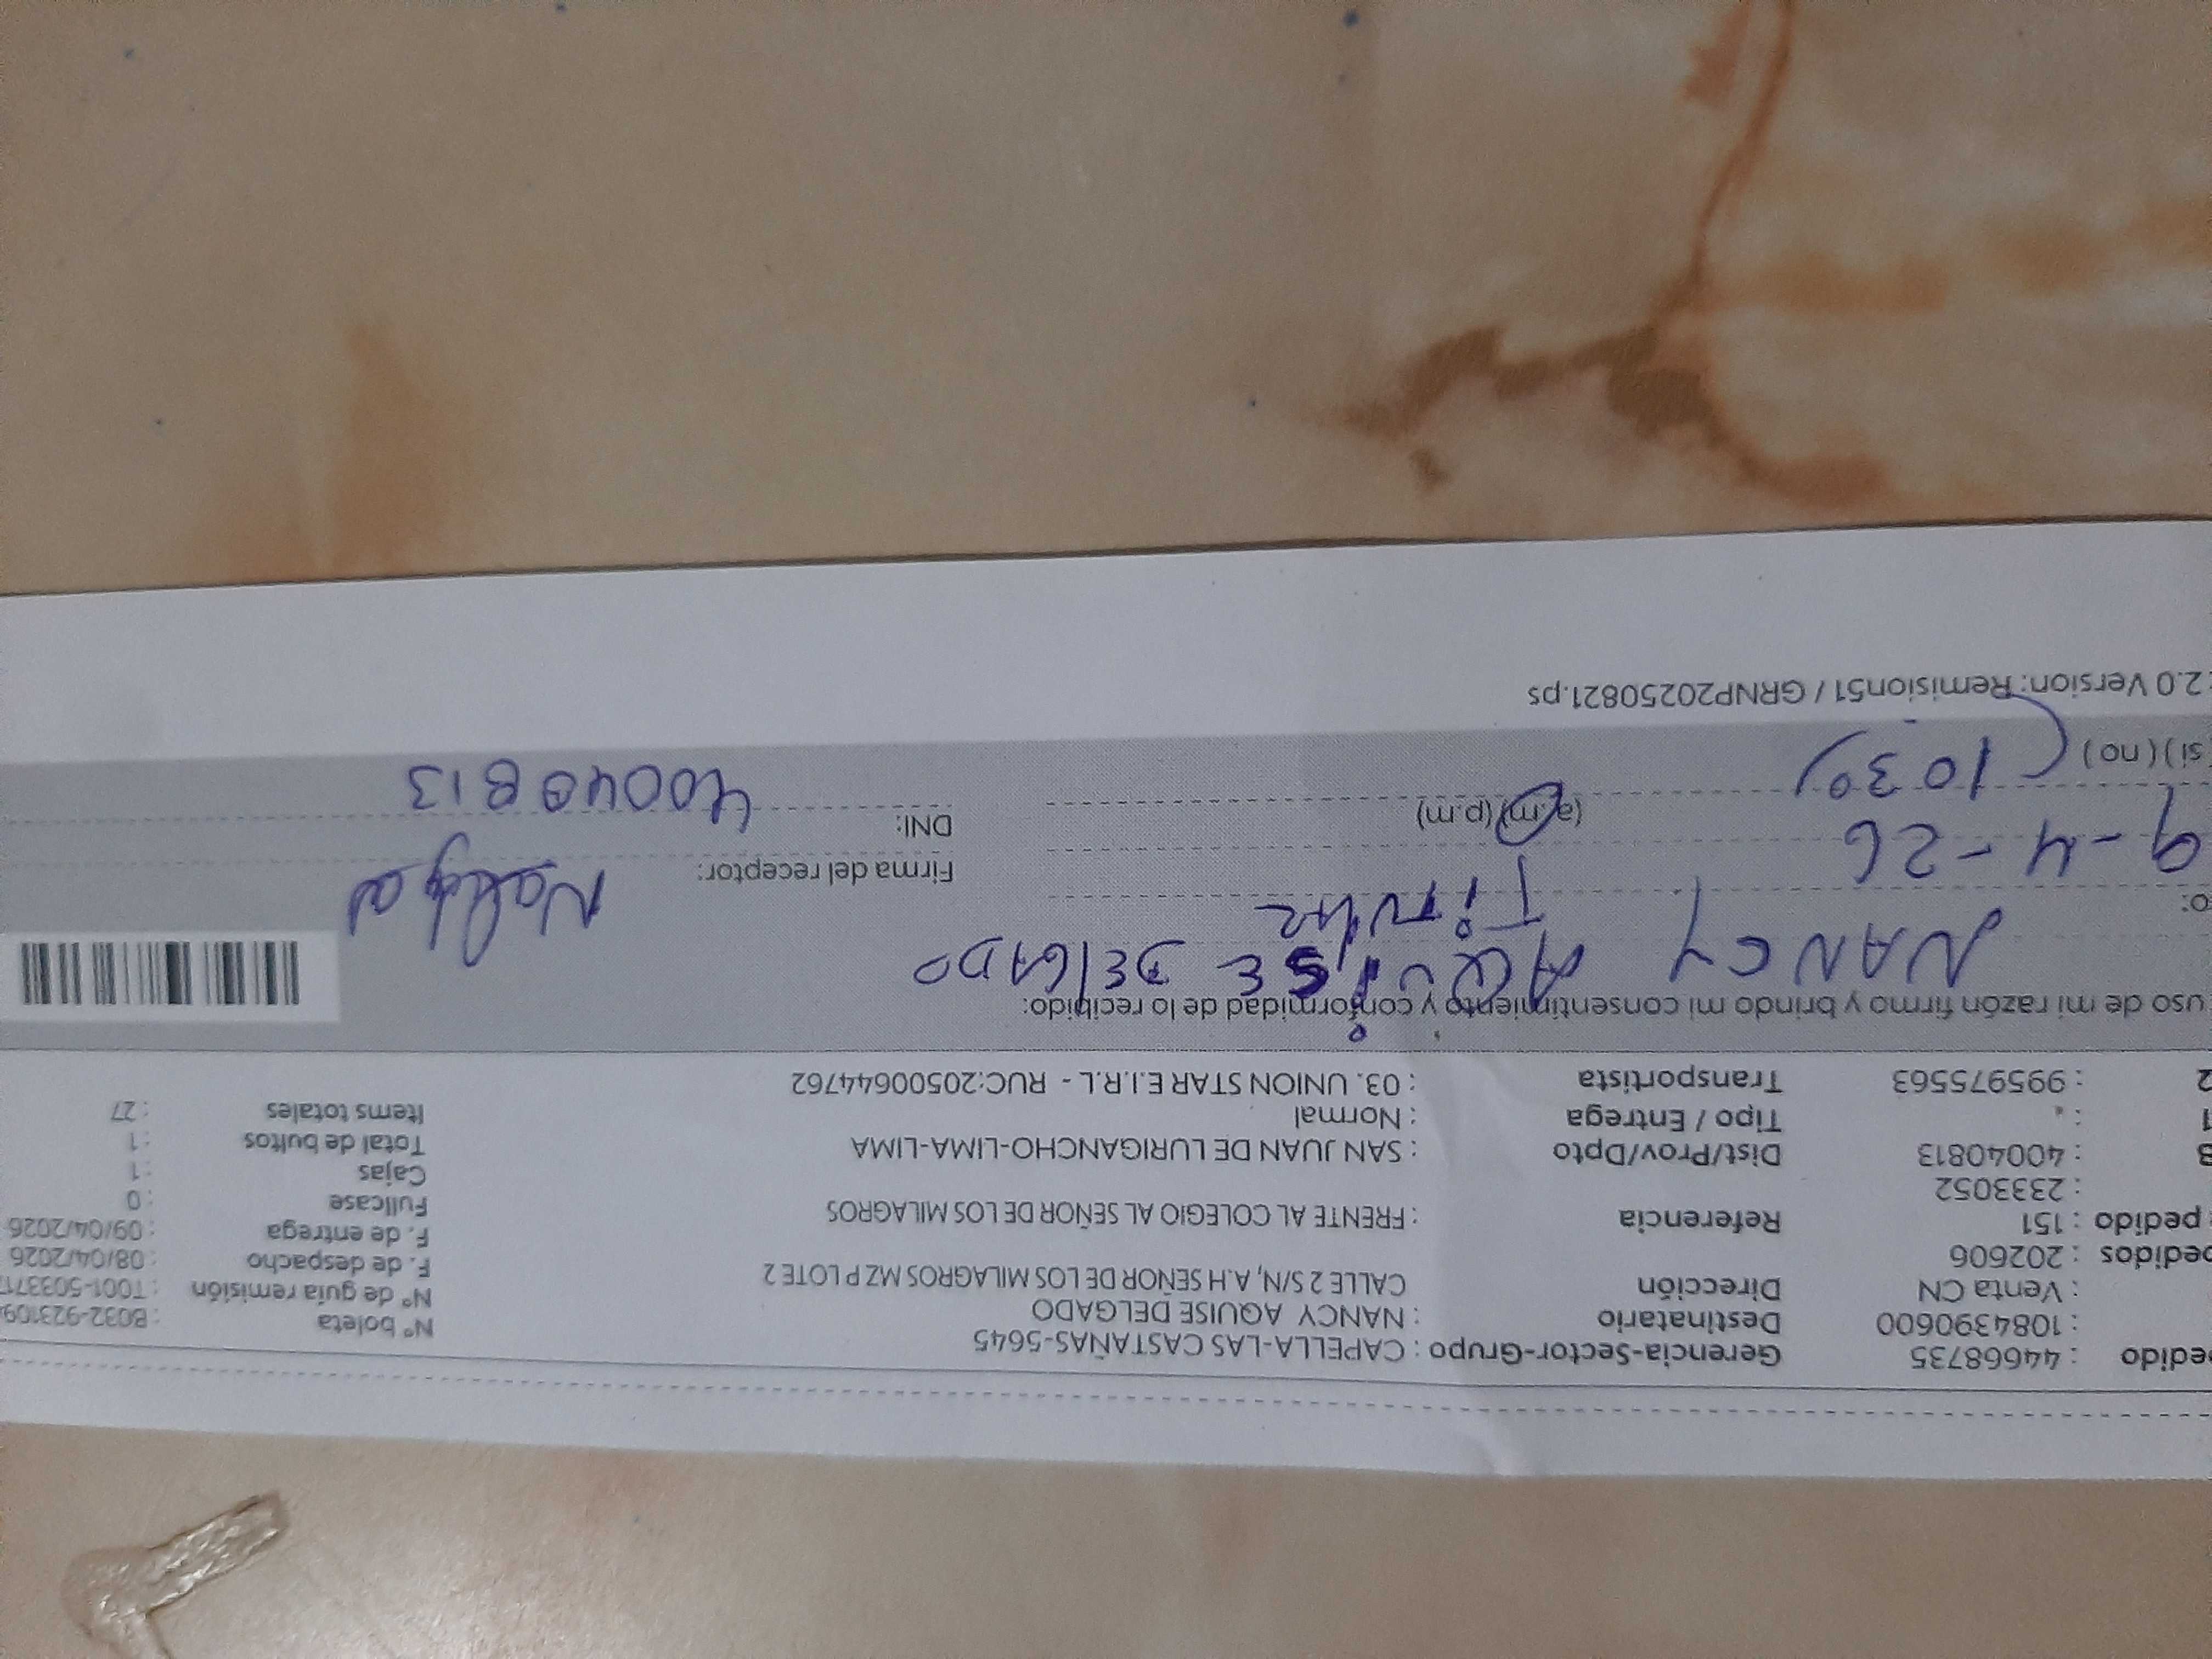 edido : 44668735 Gerencia-Sector-Grupo : CAPELLA-LAS CASTAÑAS-5645
: 1084390600 Destinatario : NANCY AQUISE DELGADO Nº boleta : B032-923109
: Venta CN Dirección CALLE 2 S/N, A.H SEÑOR DE LOS MILAGROS MZ P LOTE 2 Nº de guía remisión : T001-503371
pedidos : 202606 F. de despacho : 08/04/2026
pedido : 151 Referencia : FRENTE AL COLEGIO AL SEÑOR DE LOS MILAGROS F. de entrega : 09/04/2026
: 2333052 Fullcase : 0
: 40040813 Dist/Prov/Dpto : SAN JUAN DE LURIGANCHO-LIMA-LIMA Cajas : 1
1 : Tipo / Entrega : Normal Total de bultos : 1
2 : 995975563 Transportista : 03. UNION STAR E.I.R.L - RUC:20500644762 Items totales : 27
uso de mi razón firmo y brindo mi consentimiento y conformidad de lo recibido:
NANCY AQUISE DELGADO
o:
Firma del receptor:
9-4-26
(a.m) (p.m) DNI: 40040813
si ) ( no ) (1030)
: 2.0 Version: Remision51 / GRNP20250821.ps